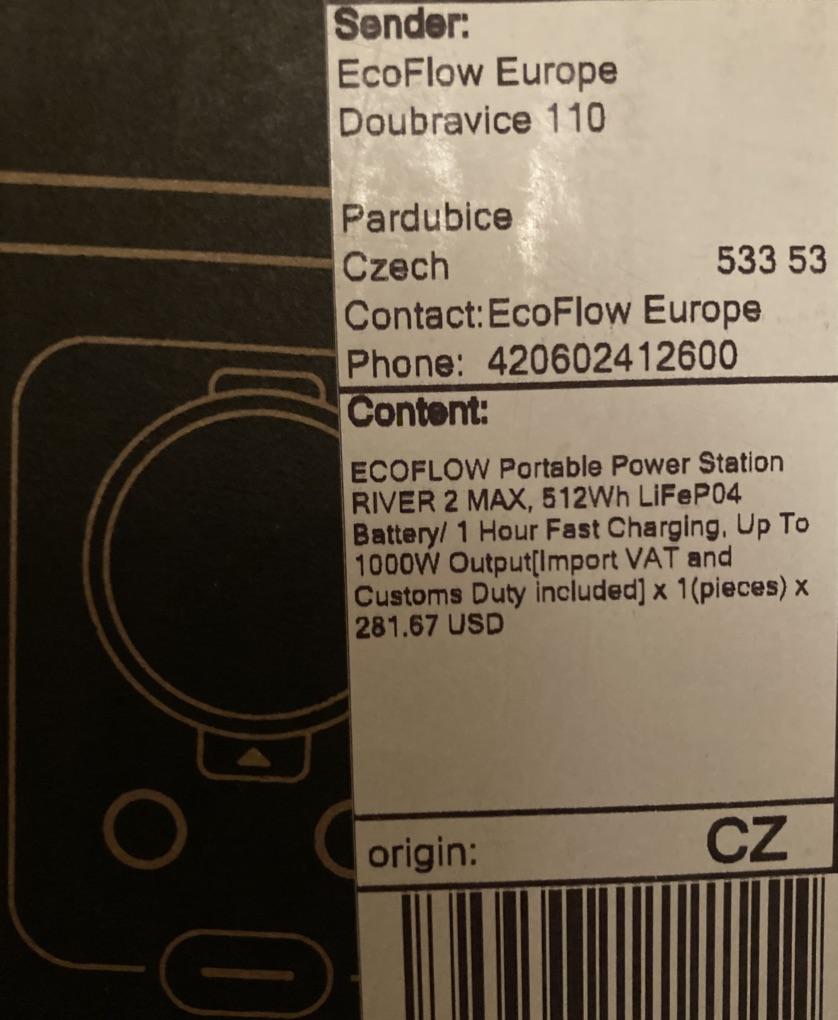 Sender:
EcoFlow Europe
Doubravice 110
Pardubice
Czech 533 53
Contact:EcoFlow Europe
Phone: 420602412600
Content:
ECOFLOW Portable Power Station
RIVER 2 MAX, 512Wh LiFeP04
Battery/ 1 Hour Fast Charging, Up To
1000W Output[Import VAT and
Customs Duty included] x 1(pieces) x
281.67 USD
origin: CZ